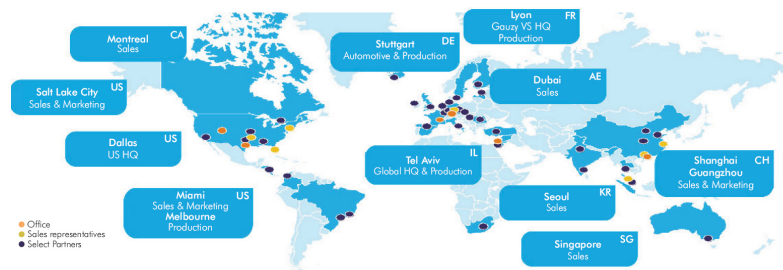 Lyon FR
Gauzy VS HQ
Production
Montreal CA
Sales
Stuttgart DE
Automotive & Production
Salt Lake City US
Sales & Marketing
Dubai AE
Sales
Dallas US
US HQ
Tel Aviv IL
Global HQ & Production
Shanghai CH
Guangzhou
Sales & Marketing
Miami US
Sales & Marketing
Melbourne
Production
Seoul KR
Sales
Office
Sales representatives
Select Partners
Singapore SG
Sales